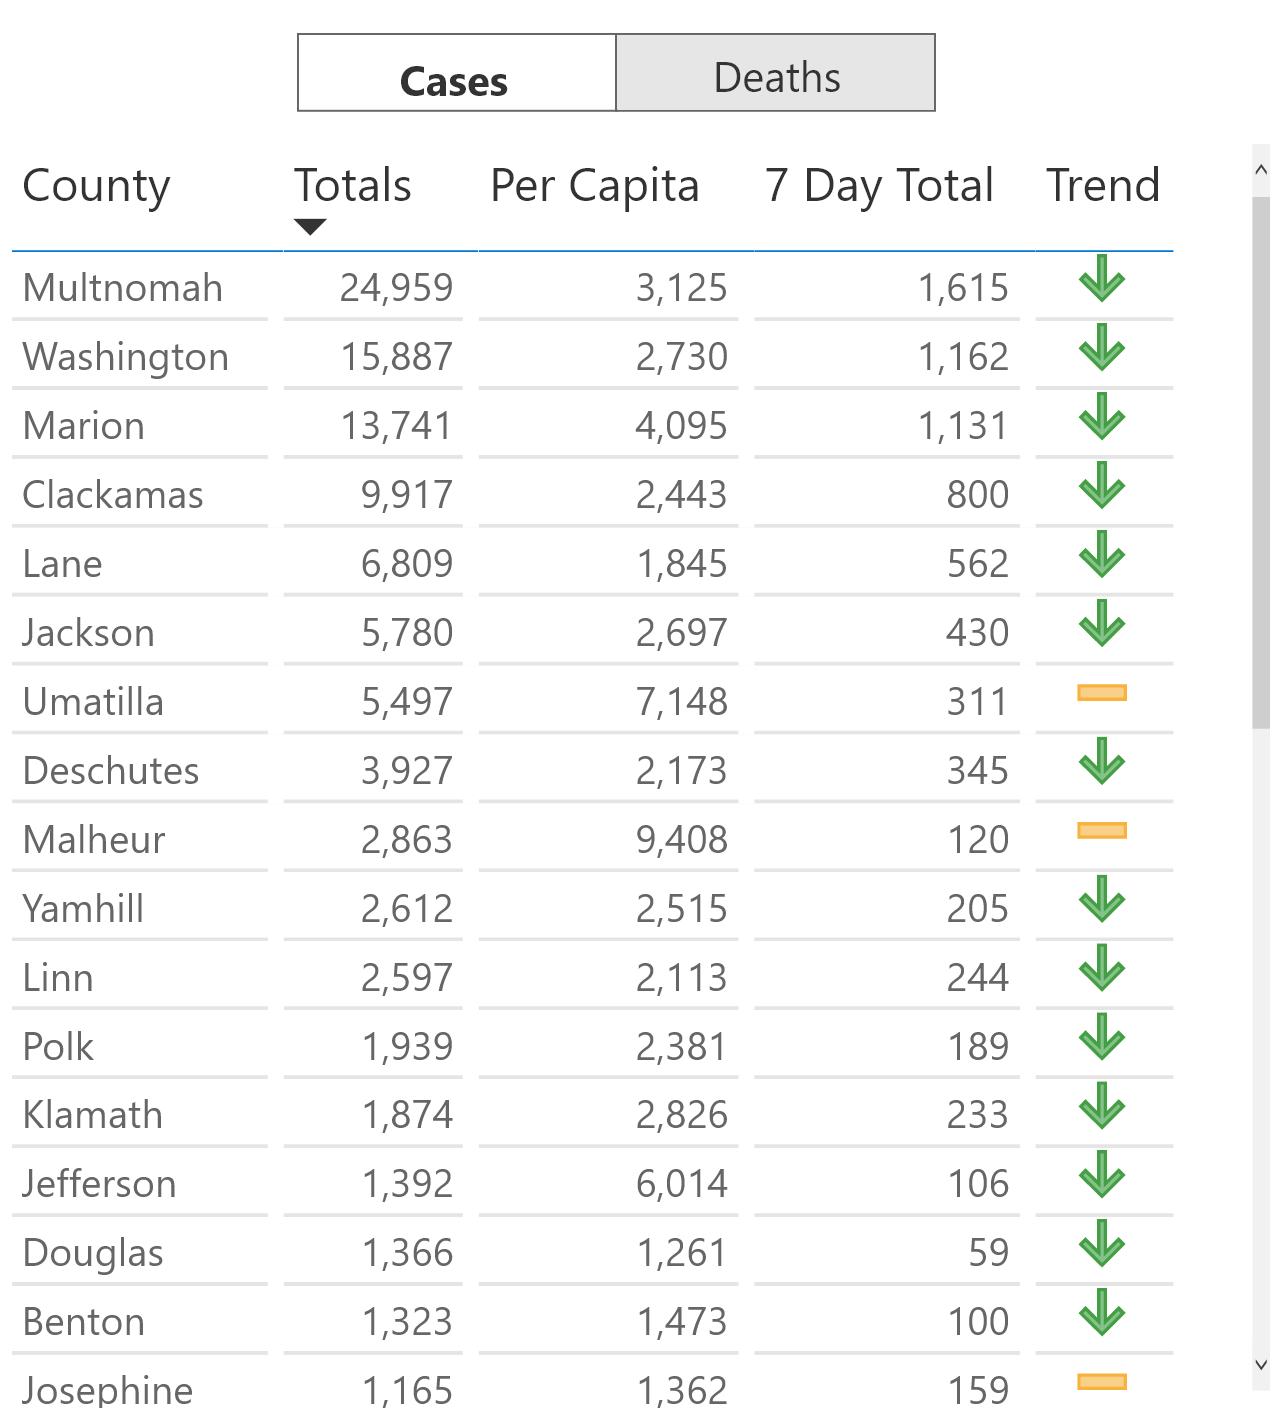 Cases Deaths
County Totals Per Capita 7 Day Total Trend
Multnomah 24,959 3,125 1,615
Washington 15,887 2,730 1,162
Marion 13,741 4,095 1,131
Clackamas 9,917 2,443 800
Lane 6,809 1,845 562
Jackson 5,780 2,697 430
Umatilla 5,497 7,148 311
Deschutes 3,927 2,173 345
Malheur 2,863 9,408 120
Yamhill 2,612 2,515 205
Linn 2,597 2,113 244
Polk 1,939 2,381 189
Klamath 1,874 2,826 233
Jefferson 1,392 6,014 106
Douglas 1,366 1,261 59
Benton 1,323 1,473 100
Josephine 1,165 1,362 159